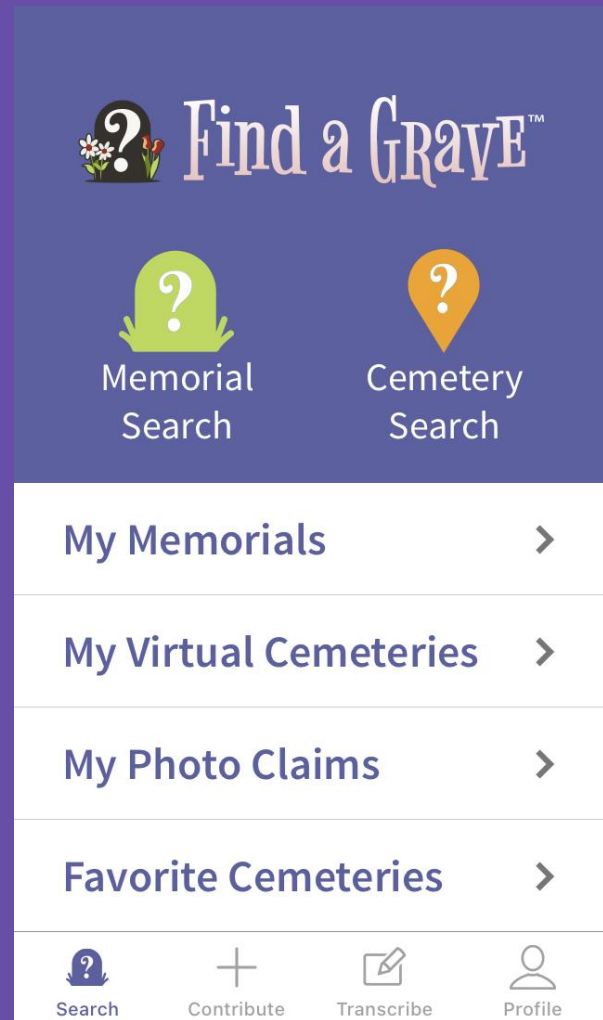 ? Find a GRAVE™
? ?
Memorial Search
Cemetery Search
My Memorials
My Virtual Cemeteries
My Photo Claims
Favorite Cemeteries
?
Search Contribute Transcribe Profile